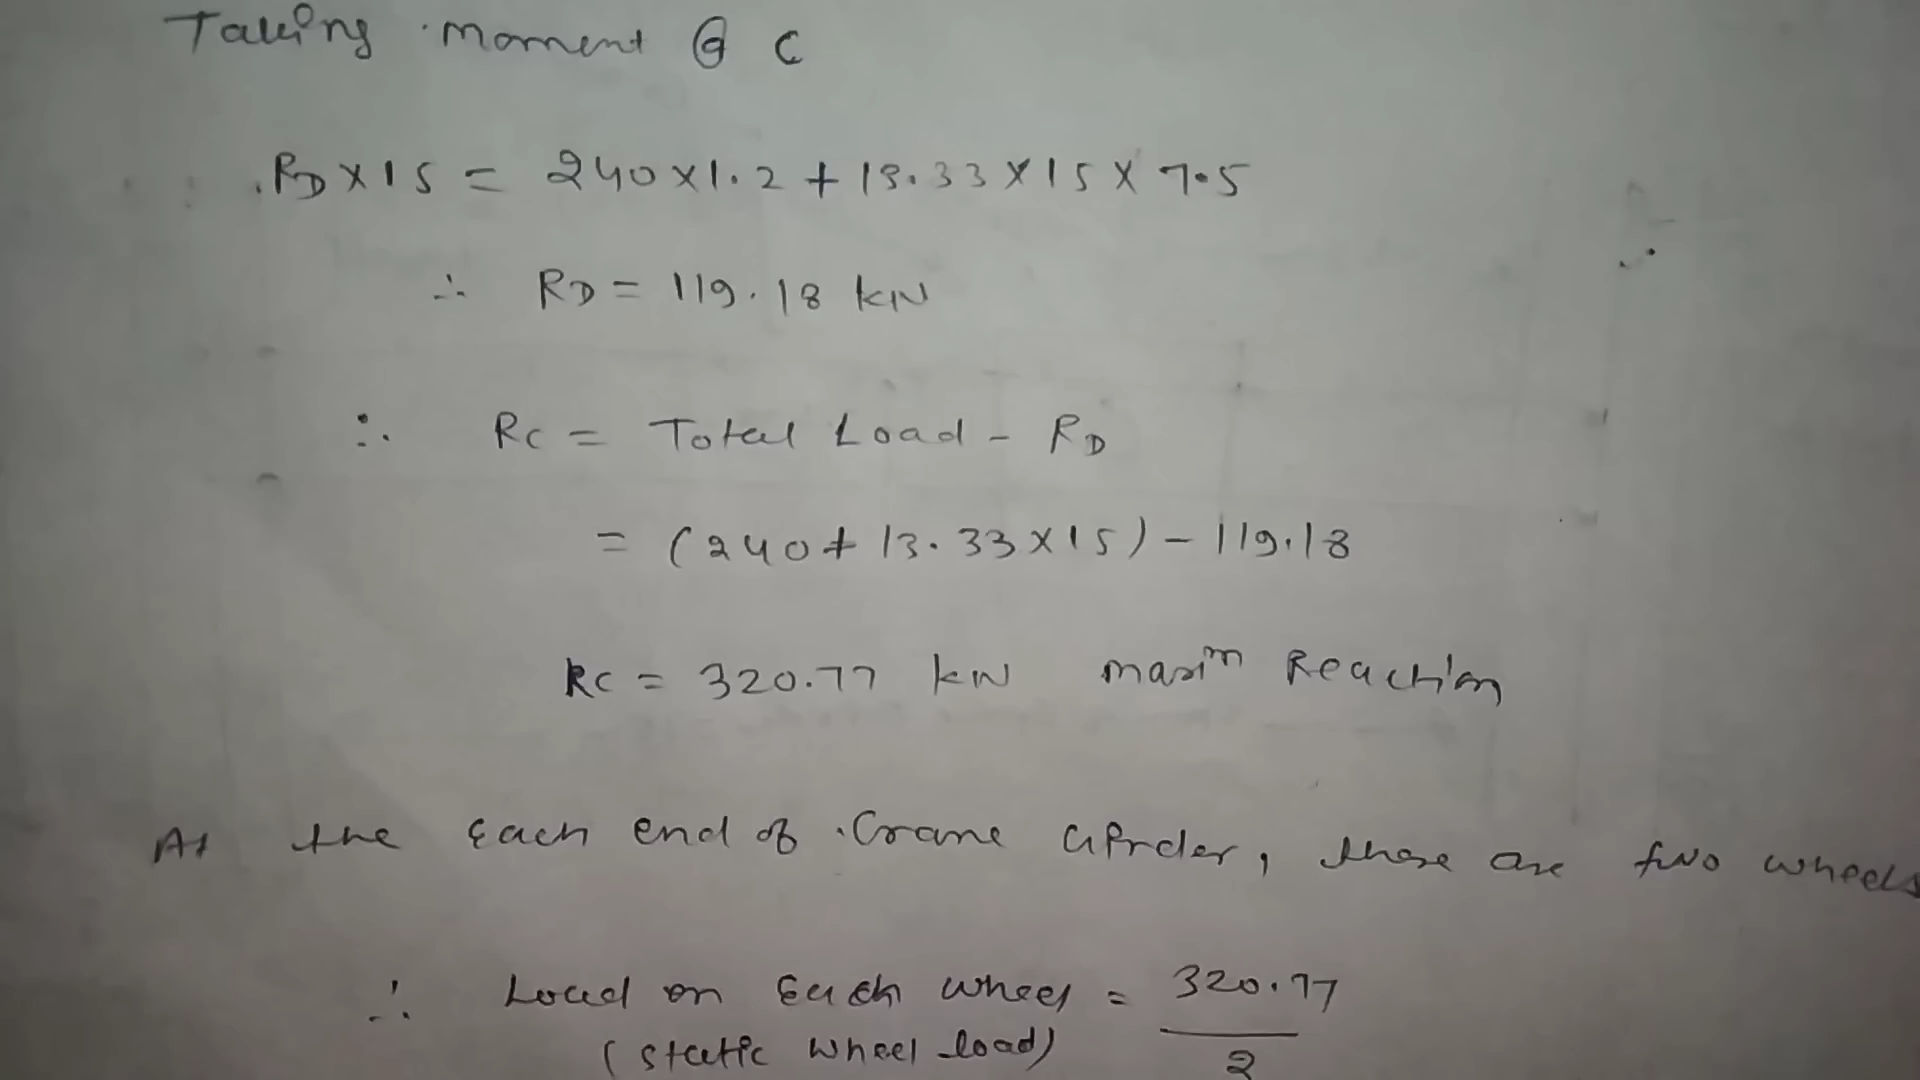 Taking moment @ C
RD × 15 = 240 × 1.2 + 13.33 × 15 × 7.5
∴ RD = 119.18 kN
∴ RC = Total Load - RD
= (240 + 13.33 × 15) - 119.18
RC = 320.77 kN maxim Reaction
At the Each end of Crane Girder, there are two wheels
∴ Load on Each wheel = 320.77
(static wheel load) 2